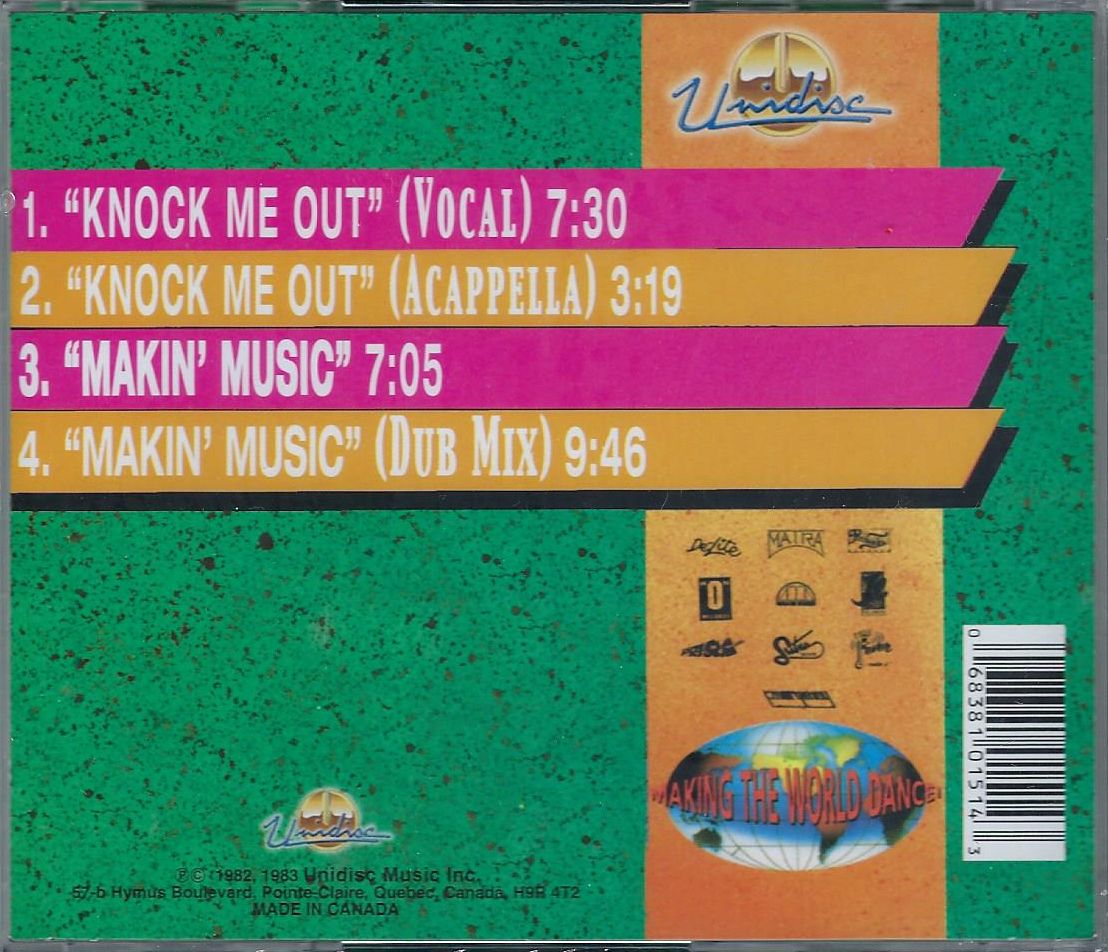 Unidisc
1. “KNOCK ME OUT” (VOCAL) 7:30
2. “KNOCK ME OUT” (ACAPPELLA) 3:19
3. “MAKIN’ MUSIC” 7:05
4. “MAKIN’ MUSIC” (DUB MIX) 9:46
DeLite
MATRA
"O"
Sutra
MAKING THE WORLD DANCE!
0 68381 01514 3
Unidisc
℗© 1982, 1983 Unidisc Music Inc.
57-b Hymus Boulevard, Pointe-Claire, Quebec, Canada, H9R 4T2
MADE IN CANADA